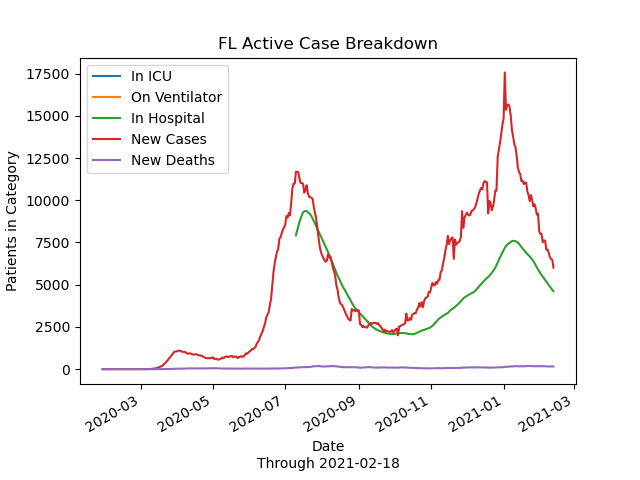 FL Active Case Breakdown
In ICU
On Ventilator
In Hospital
New Cases
New Deaths
Patients in Category
17500
15000
12500
10000
7500
5000
2500
0
2020-03
2020-05
2020-07
2020-09
2020-11
2021-01
2021-03
Date
Through 2021-02-18